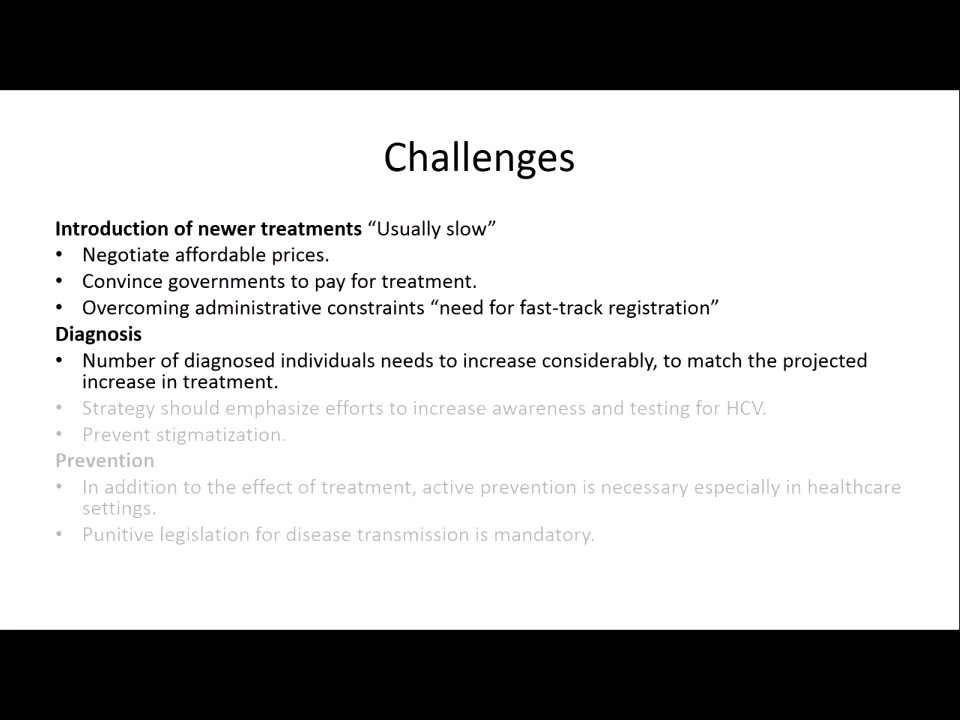 Challenges
Introduction of newer treatments “Usually slow”
• Negotiate affordable prices.
• Convince governments to pay for treatment.
• Overcoming administrative constraints “need for fast-track registration”
Diagnosis
• Number of diagnosed individuals needs to increase considerably, to match the projected
increase in treatment.
• Strategy should emphasize efforts to increase awareness and testing for HCV.
• Prevent stigmatization.
Prevention
• In addition to the effect of treatment, active prevention is necessary especially in healthcare
settings.
• Punitive legislation for disease transmission is mandatory.